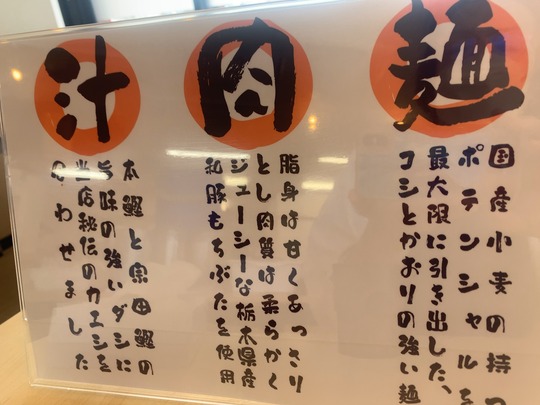 麺
国産小麦の持つ
ポテンシャルを
最大限に引き出した、
コシとかおりの強い麺
肉
脂身は甘くあっさり
とし肉質は柔らかく
ジューシーな栃木県産
和豚もちぶたを使用
汁
本鰹と宗田鰹の
旨味の強いダシに
当店秘伝のカエシを
のわせました